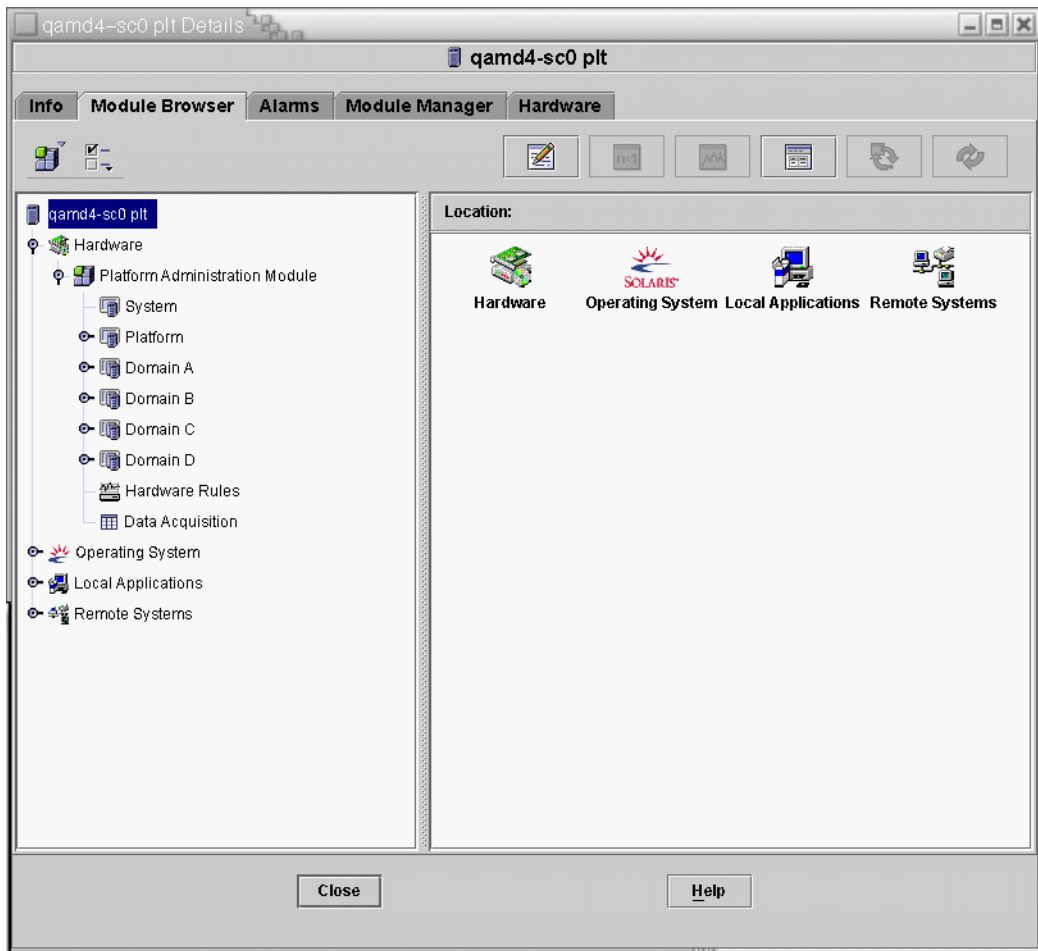 qamd4–sc0 plt Details
qamd4-sc0 plt
Info Module Browser Alarms Module Manager Hardware
n=1
qamd4-sc0 plt
Hardware
Platform Administration Module
System
Platform
Domain A
Domain B
Domain C
Domain D
Hardware Rules
Data Acquisition
Operating System
Local Applications
Remote Systems
Location:
SOLARIS
Hardware Operating System Local Applications Remote Systems
Close Help